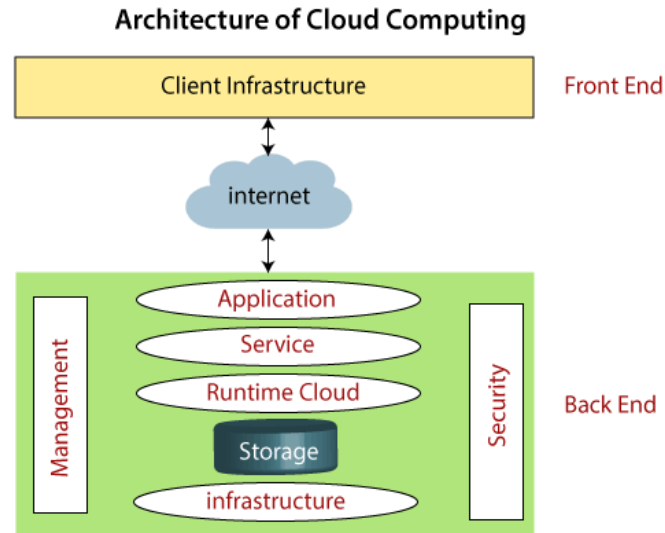 Architecture of Cloud Computing
Client Infrastructure
Front End
internet
Application
Service
Runtime Cloud
Storage
infrastructure
Management
Security
Back End